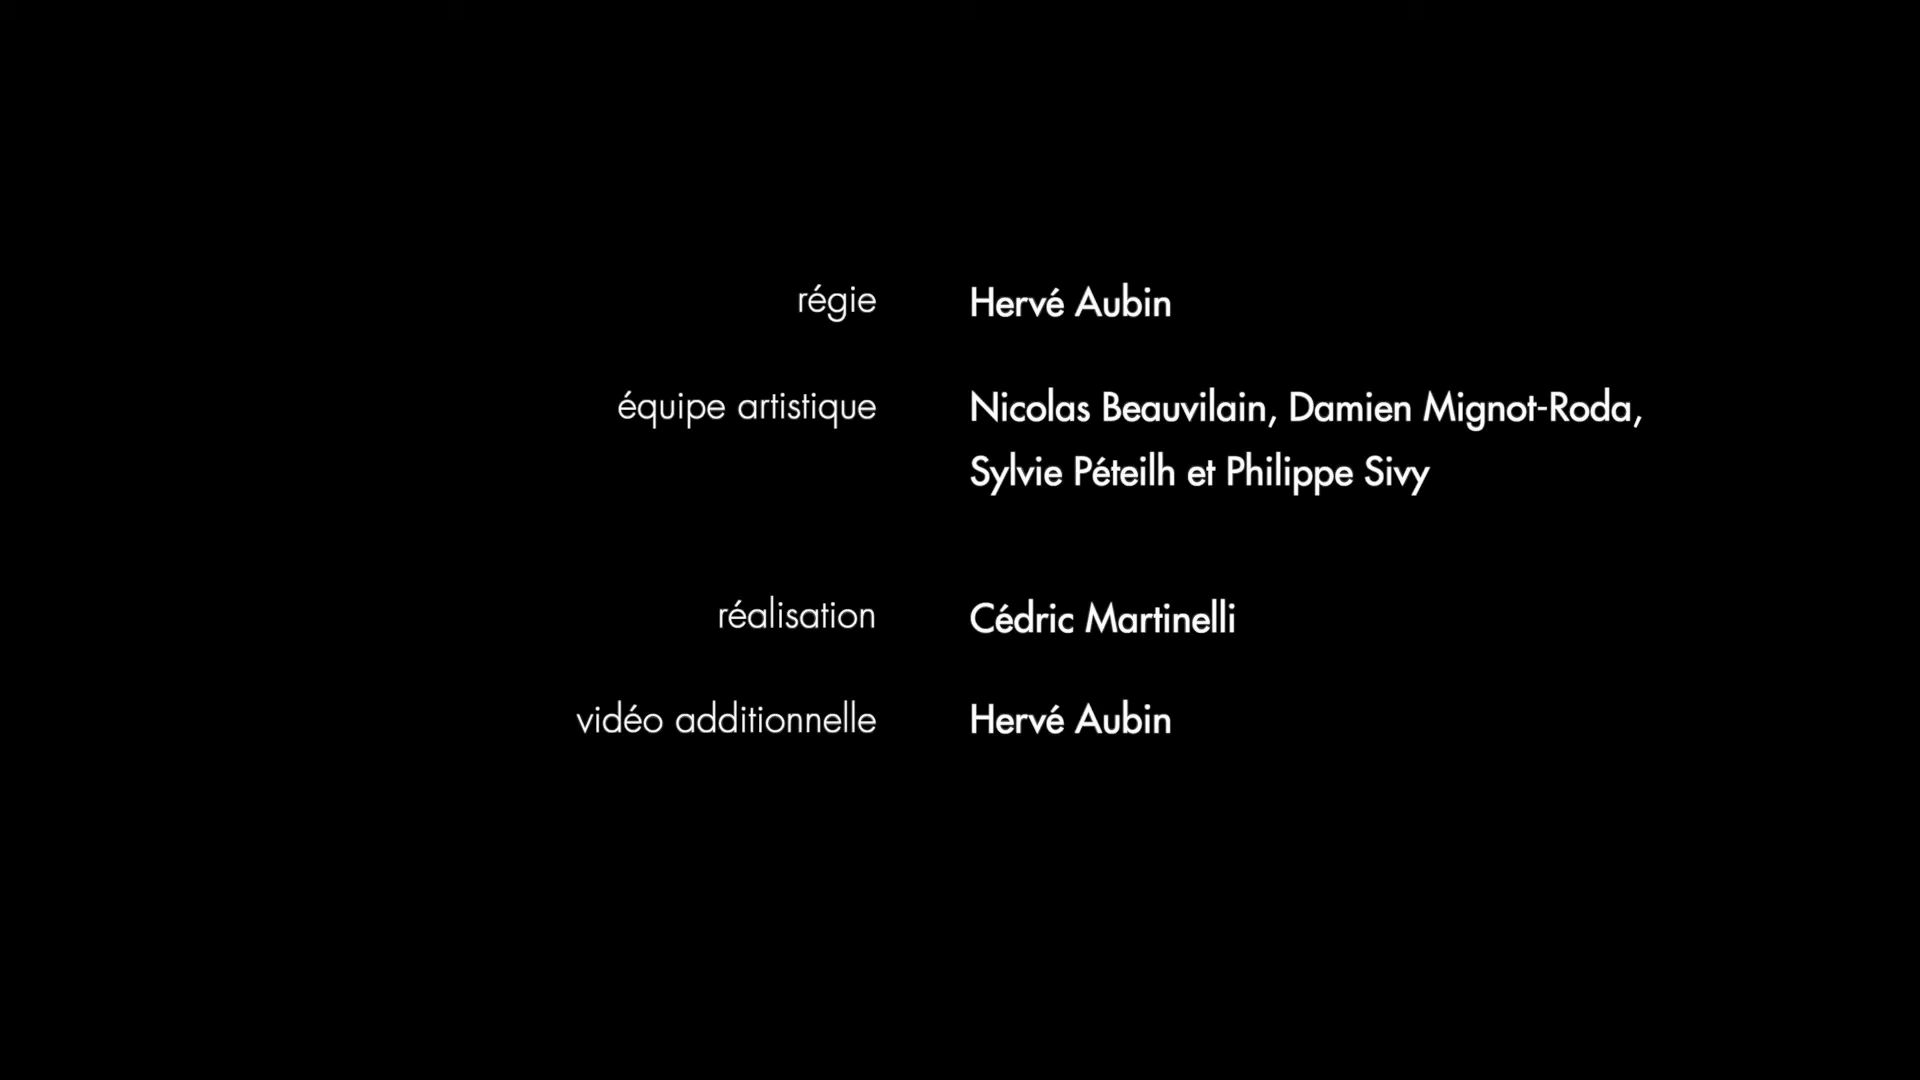 régie Hervé Aubin
équipe artistique Nicolas Beauvilain, Damien Mignot-Roda,
Sylvie Péteilh et Philippe Sivy
réalisation Cédric Martinelli
vidéo additionnelle Hervé Aubin